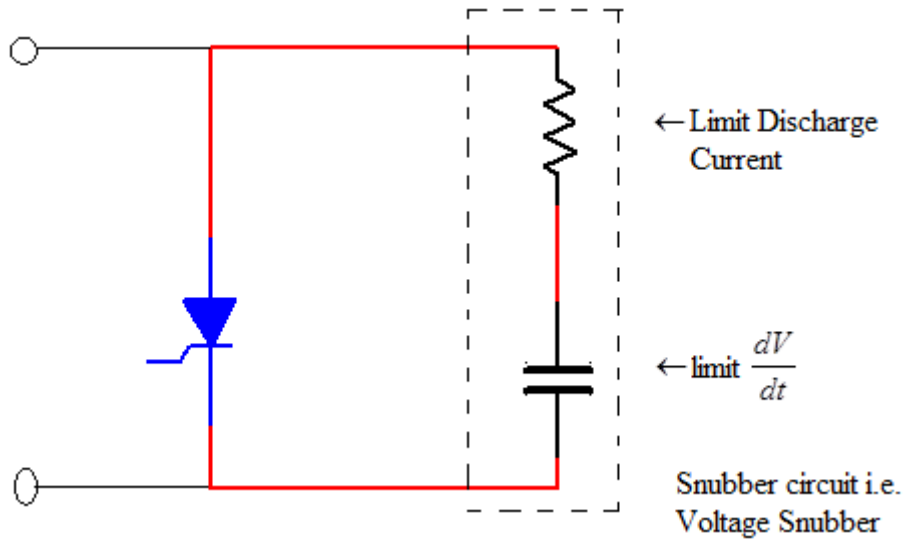 ← Limit Discharge
Current
← limit dV/dt
Snubber circuit i.e.
Voltage Snubber